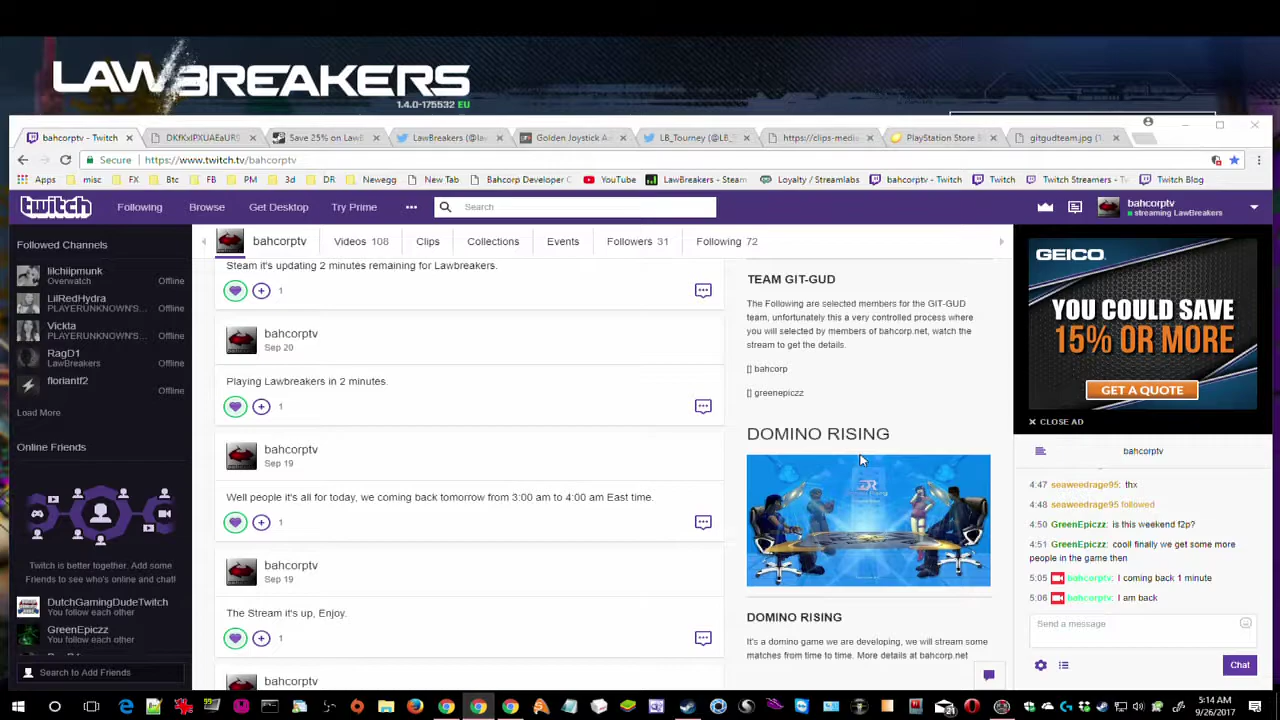 LAWBREAKERS
1.4.0-175532 EU
bahcorptv - Twitch
DKfKxIPXUAEaURS
Save 25% on LawB
LawBreakers (@law
Golden Joystick A
LB_Tourney (@LB_
https://clips-media
PlayStation Store
gitgudteam.jpg (1
Secure
https://www.twitch.tv/bahcorptv
Apps
misc
FX
Btc
FB
PM
3d
DR
Newegg
New Tab
Bahcorp Developer C
YouTube
LawBreakers - Steam
Loyalty / Streamlabs
bahcorptv - Twitch
Twitch
Twitch Streamers - Tw
Twitch Blog
twitch
Following
Browse
Get Desktop
Try Prime
Search
bahcorptv
streaming LawBreakers
Followed Channels
lilchiipmunk
Overwatch
Offline
LilRedHydra
PLAYERUNKNOWN'S...
Offline
Vickta
PLAYERUNKNOWN'S...
Offline
RagD1
LawBreakers
Offline
floriantf2
Offline
Load More
Online Friends
Twitch is better together. Add some
Friends to see who's online and chat!
DutchGamingDudeTwitch
You follow each other
GreenEpiczz
You follow each other
Search to Add Friends
bahcorptv
Videos 108
Clips
Collections
Events
Followers 31
Following 72
Steam it's updating 2 minutes remaining for Lawbreakers.
1
bahcorptv
Sep 20
Playing Lawbreakers in 2 minutes.
1
bahcorptv
Sep 19
Well people it's all for today, we coming back tomorrow from 3:00 am to 4:00 am East time.
1
bahcorptv
Sep 19
The Stream it's up, Enjoy.
1
bahcorptv
TEAM GIT-GUD
The Following are selected members for the GIT-GUD
team, unfortunately this a very controlled process where
you will selected by members of bahcorp.net, watch the
stream to get the details.
[] bahcorp
[] greenepiczz
DOMINO RISING
DOMINO RISING
It's a domino game we are developing, we will stream some
matches from time to time. More details at bahcorp.net
GEICO.
YOU COULD SAVE
15% OR MORE
GET A QUOTE
CLOSE AD
bahcorptv
4:47 seaweedrage95: thx
4:48 seaweedrage95 followed
4:50 GreenEpiczz: is this weekend f2p?
4:51 GreenEpiczz: cooll finally we get some more
people in the game then
5:05 bahcorptv: I coming back 1 minute
5:06 bahcorptv: I am back
Send a message
Chat
5:14 AM
9/26/2017